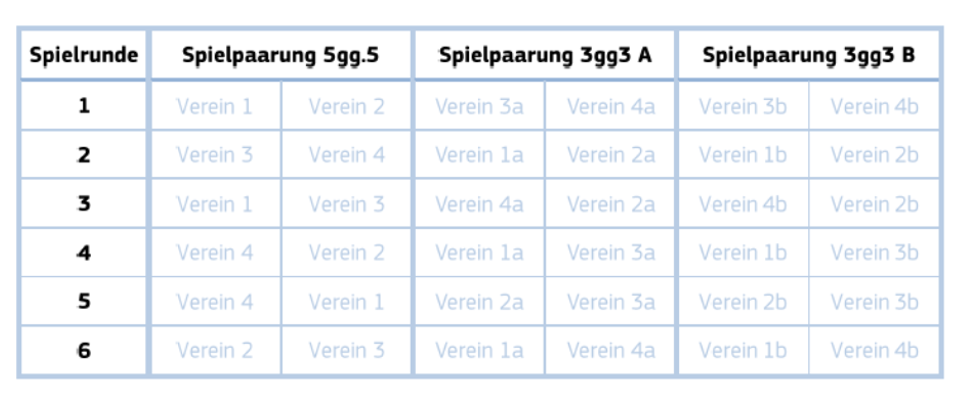 Spielrunde Spielpaarung 5gg.5 Spielpaarung 3gg3 A Spielpaarung 3gg3 B
1 Verein 1 Verein 2 Verein 3a Verein 4a Verein 3b Verein 4b
2 Verein 3 Verein 4 Verein 1a Verein 2a Verein 1b Verein 2b
3 Verein 1 Verein 3 Verein 4a Verein 2a Verein 4b Verein 2b
4 Verein 4 Verein 2 Verein 1a Verein 3a Verein 1b Verein 3b
5 Verein 4 Verein 1 Verein 2a Verein 3a Verein 2b Verein 3b
6 Verein 2 Verein 3 Verein 1a Verein 4a Verein 1b Verein 4b